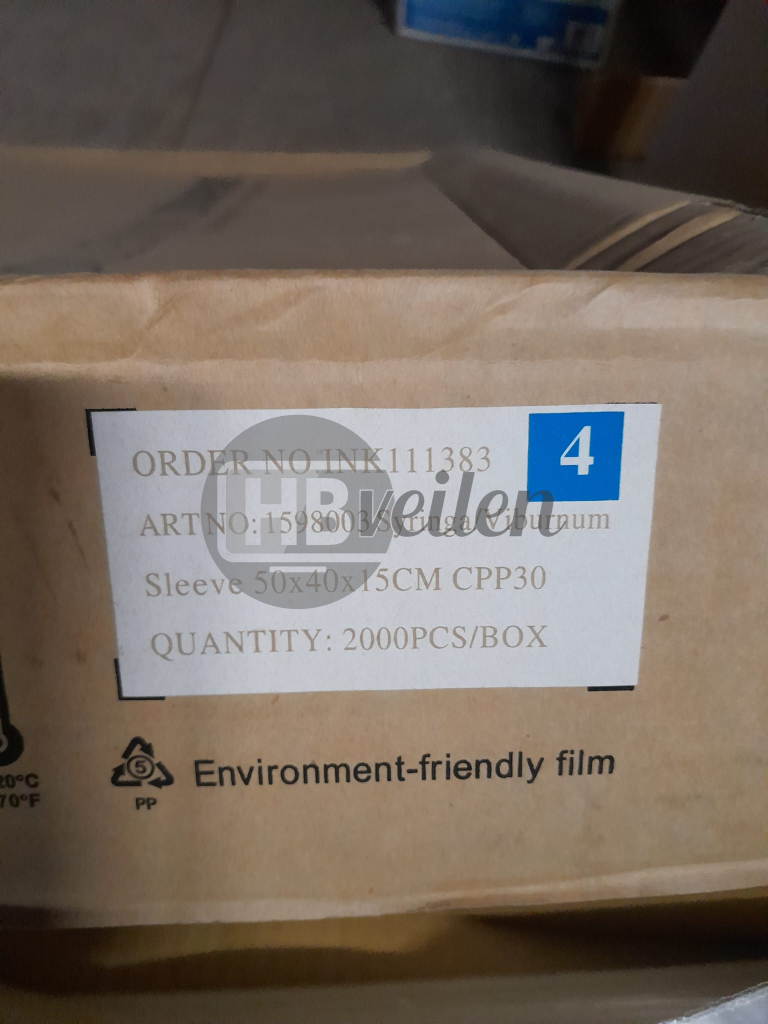 ORDER NO INK111383
4
HBveilen
ART NO: 1598003 Syringa/Viburnum
Sleeve 50x40x15CM CPP30
QUANTITY: 2000PCS/BOX
20°C
70°F
5
PP
Environment-friendly film